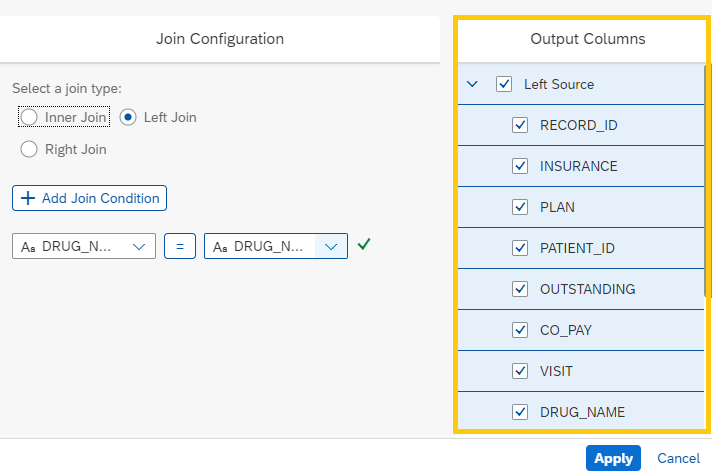 Join Configuration
Select a join type:
Inner Join
Left Join
Right Join
Add Join Condition
Aa DRUG_N...
=
Aa DRUG_N...
Output Columns
Left Source
RECORD_ID
INSURANCE
PLAN
PATIENT_ID
OUTSTANDING
CO_PAY
VISIT
DRUG_NAME
Apply
Cancel